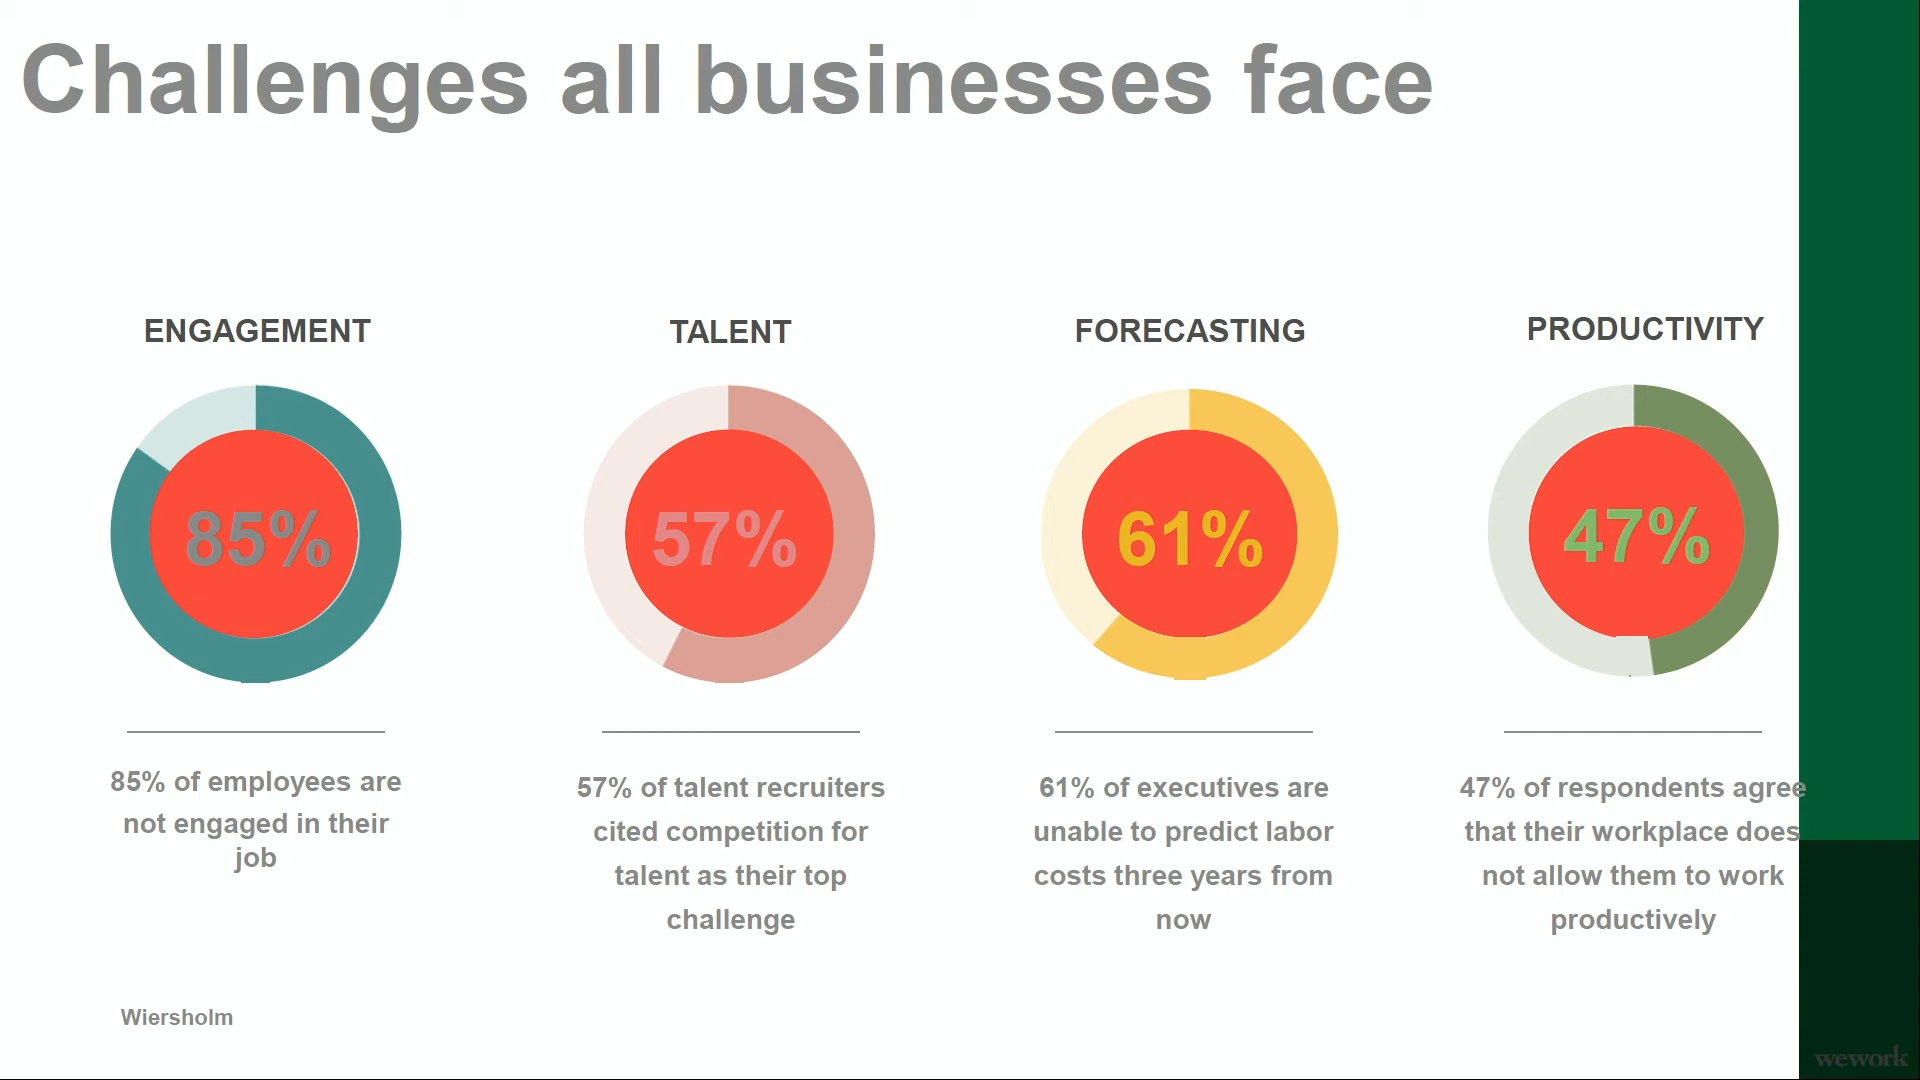 Challenges all businesses face
ENGAGEMENT
85%
85% of employees are
not engaged in their
job
TALENT
57%
57% of talent recruiters
cited competition for
talent as their top
challenge
FORECASTING
61%
61% of executives are
unable to predict labor
costs three years from
now
PRODUCTIVITY
47%
47% of respondents agree
that their workplace does
not allow them to work
productively
Wiersholm
wework